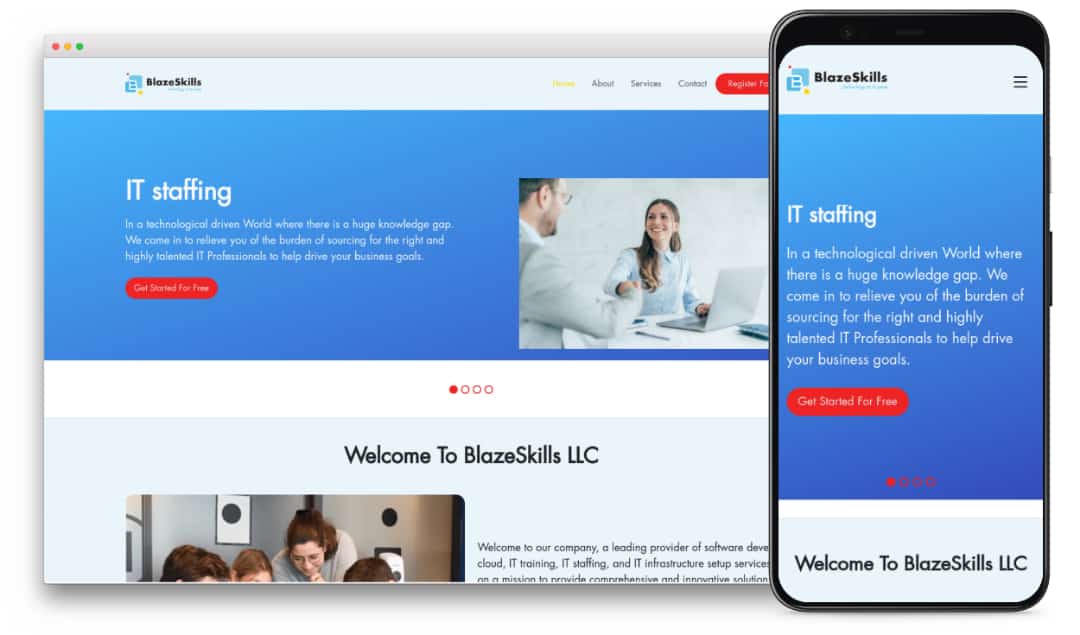 BlazeSkills
Home About Services Contact Register Fo
IT staffing
In a technological driven World where there is a huge knowledge gap.
We come in to relieve you of the burden of sourcing for the right and
highly talented IT Professionals to help drive your business goals.
Get Started For Free
Welcome To BlazeSkills LLC
Welcome to our company, a leading provider of software deve
cloud, IT training, IT staffing, and IT infrastructure setup services
on a mission to provide comprehensive and innovative solution
BlazeSkills
IT staffing
In a technological driven World where
there is a huge knowledge gap. We
come in to relieve you of the burden of
sourcing for the right and highly
talented IT Professionals to help drive
your business goals.
Get Started For Free
Welcome To BlazeSkills LLC